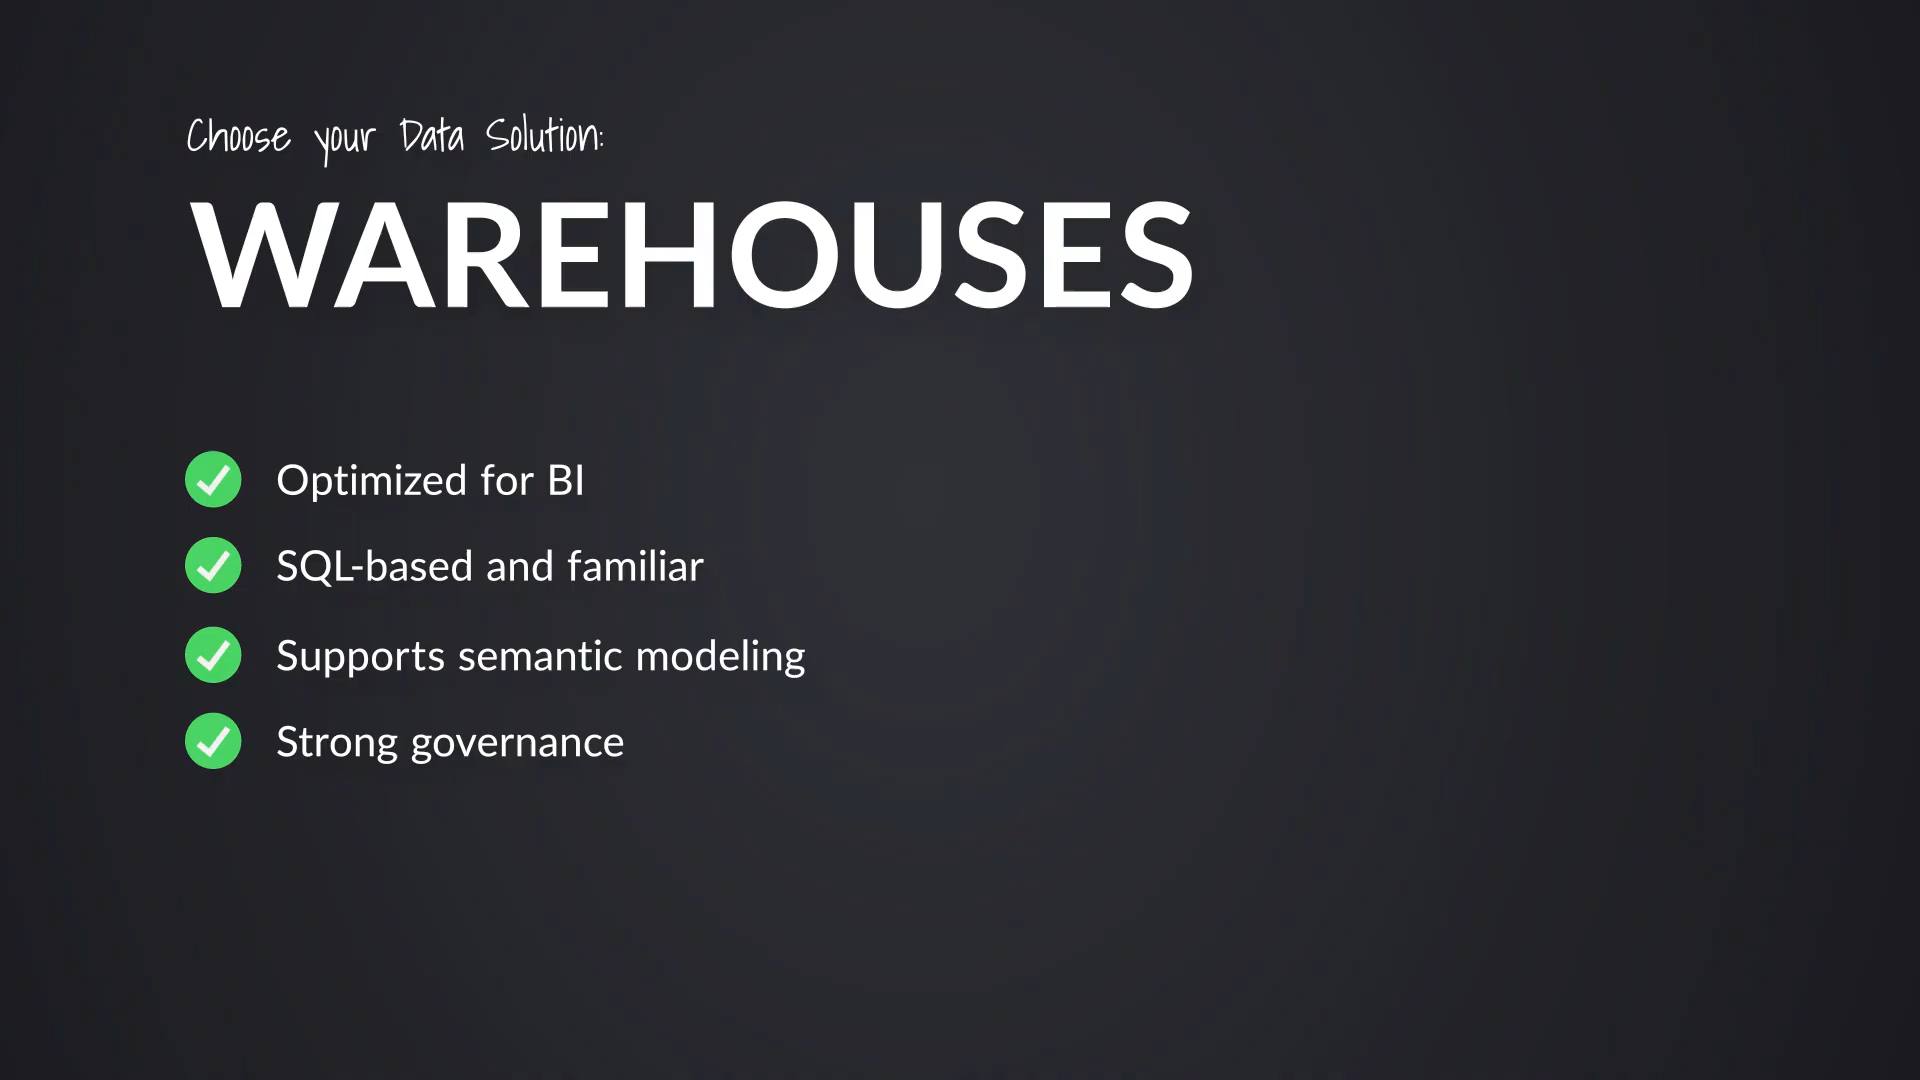 Choose your Data Solution:
WAREHOUSES
Optimized for BI
SQL-based and familiar
Supports semantic modeling
Strong governance